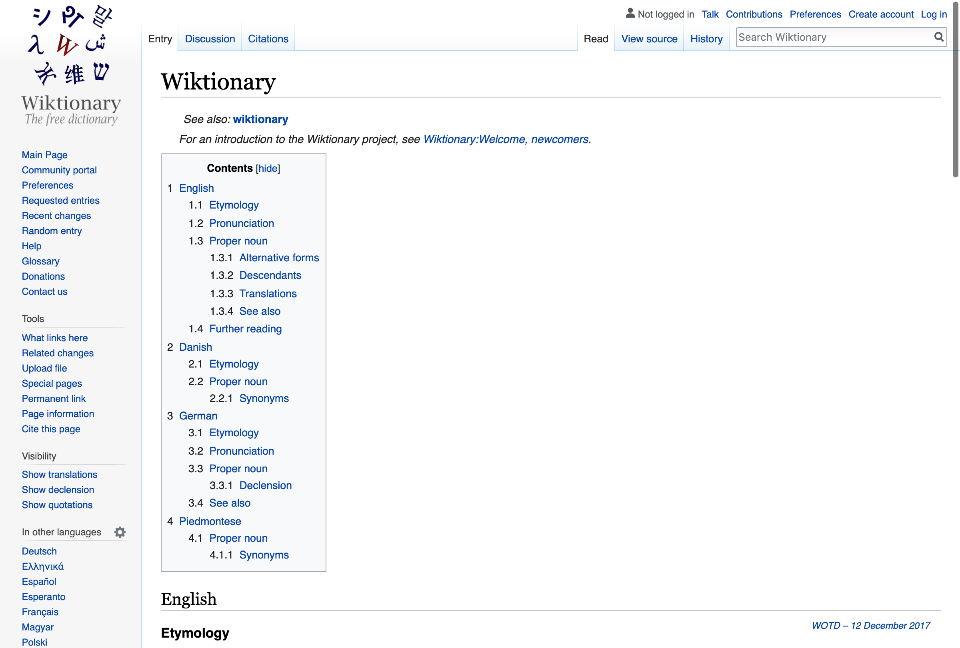 Not logged in Talk Contributions Preferences Create account Log in
Entry Discussion Citations Read View source History Search Wiktionary
シ 말
λ W ش
维 ש
Wiktionary
The free dictionary
Main Page
Community portal
Preferences
Requested entries
Recent changes
Random entry
Help
Glossary
Donations
Contact us
Tools
What links here
Related changes
Upload file
Special pages
Permanent link
Page information
Cite this page
Visibility
Show translations
Show declension
Show quotations
In other languages
Deutsch
Ελληνικά
Español
Esperanto
Français
Magyar
Polski
Wiktionary
See also: wiktionary
For an introduction to the Wiktionary project, see Wiktionary:Welcome, newcomers.
Contents [hide]
1 English
1.1 Etymology
1.2 Pronunciation
1.3 Proper noun
1.3.1 Alternative forms
1.3.2 Descendants
1.3.3 Translations
1.3.4 See also
1.4 Further reading
2 Danish
2.1 Etymology
2.2 Proper noun
2.2.1 Synonyms
3 German
3.1 Etymology
3.2 Pronunciation
3.3 Proper noun
3.3.1 Declension
3.4 See also
4 Piedmontese
4.1 Proper noun
4.1.1 Synonyms
English
WOTD – 12 December 2017
Etymology